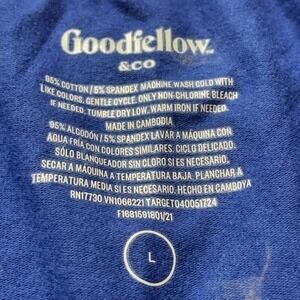 Goodfellow.
&CO
95% COTTON / 5% SPANDEX MACHINE WASH COLD WITH
LIKE COLORS. GENTLE CYCLE. ONLY NON-CHLORINE BLEACH
IF NEEDED. TUMBLE DRY LOW. WARM IRON IF NEEDED.
MADE IN CAMBODIA
95% ALGODÓN / 5% SPANDEX LAVAR A MÁQUINA CON
AGUA FRÍA CON COLORES SIMILARES. CICLO DELICADO.
SÓLO BLANQUEADOR SIN CLORO SI ES NECESARIO.
SECAR A MÁQUINA A TEMPERATURA BAJA. PLANCHAR A
TEMPERATURA MEDIA SI ES NECESARIO. HECHO EN CAMBOYA
RN17730 VN1066221 TARGET040051724
F1681591801/21
L